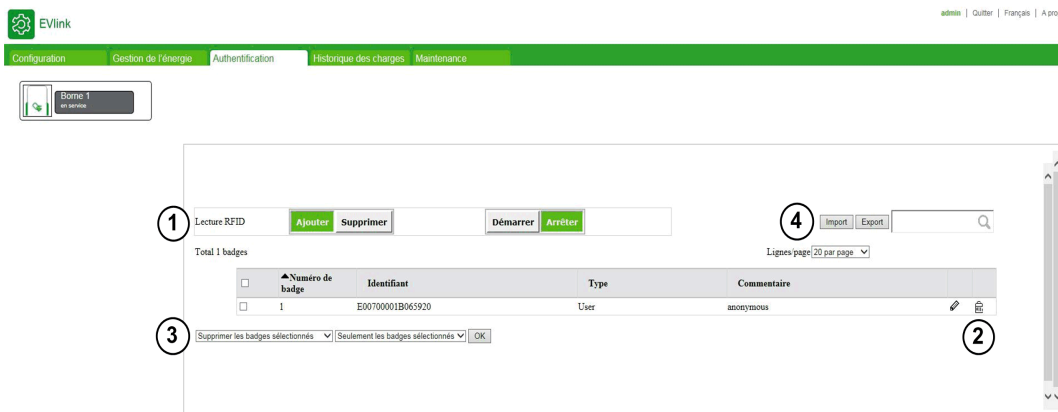 admin | Quitter | Français | A pro
EVlink
Configuration Gestion de l'énergie Authentification Historique des charges Maintenance
Borne 1
en service
1 Lecture RFID Ajouter Supprimer Démarrer Arrêter 4 Import Export
Total 1 badges Lignes/page 20 par page
Numéro de badge Identifiant Type Commentaire
1 E00700001B065920 User anonymous
3 Supprimer les badges sélectionnés Seulement les badges sélectionnés OK 2